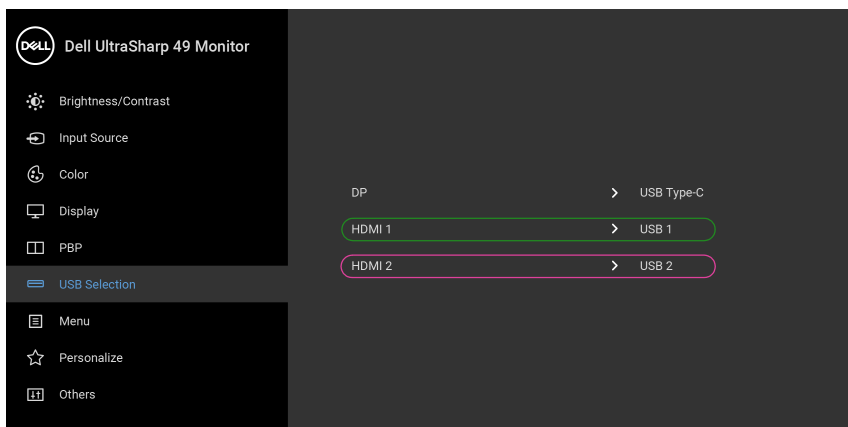 DELL
Dell UltraSharp 49 Monitor
Brightness/Contrast
Input Source
Color
Display
PBP
USB Selection
Menu
Personalize
Others
DP > USB Type-C
HDMI 1 > USB 1
HDMI 2 > USB 2